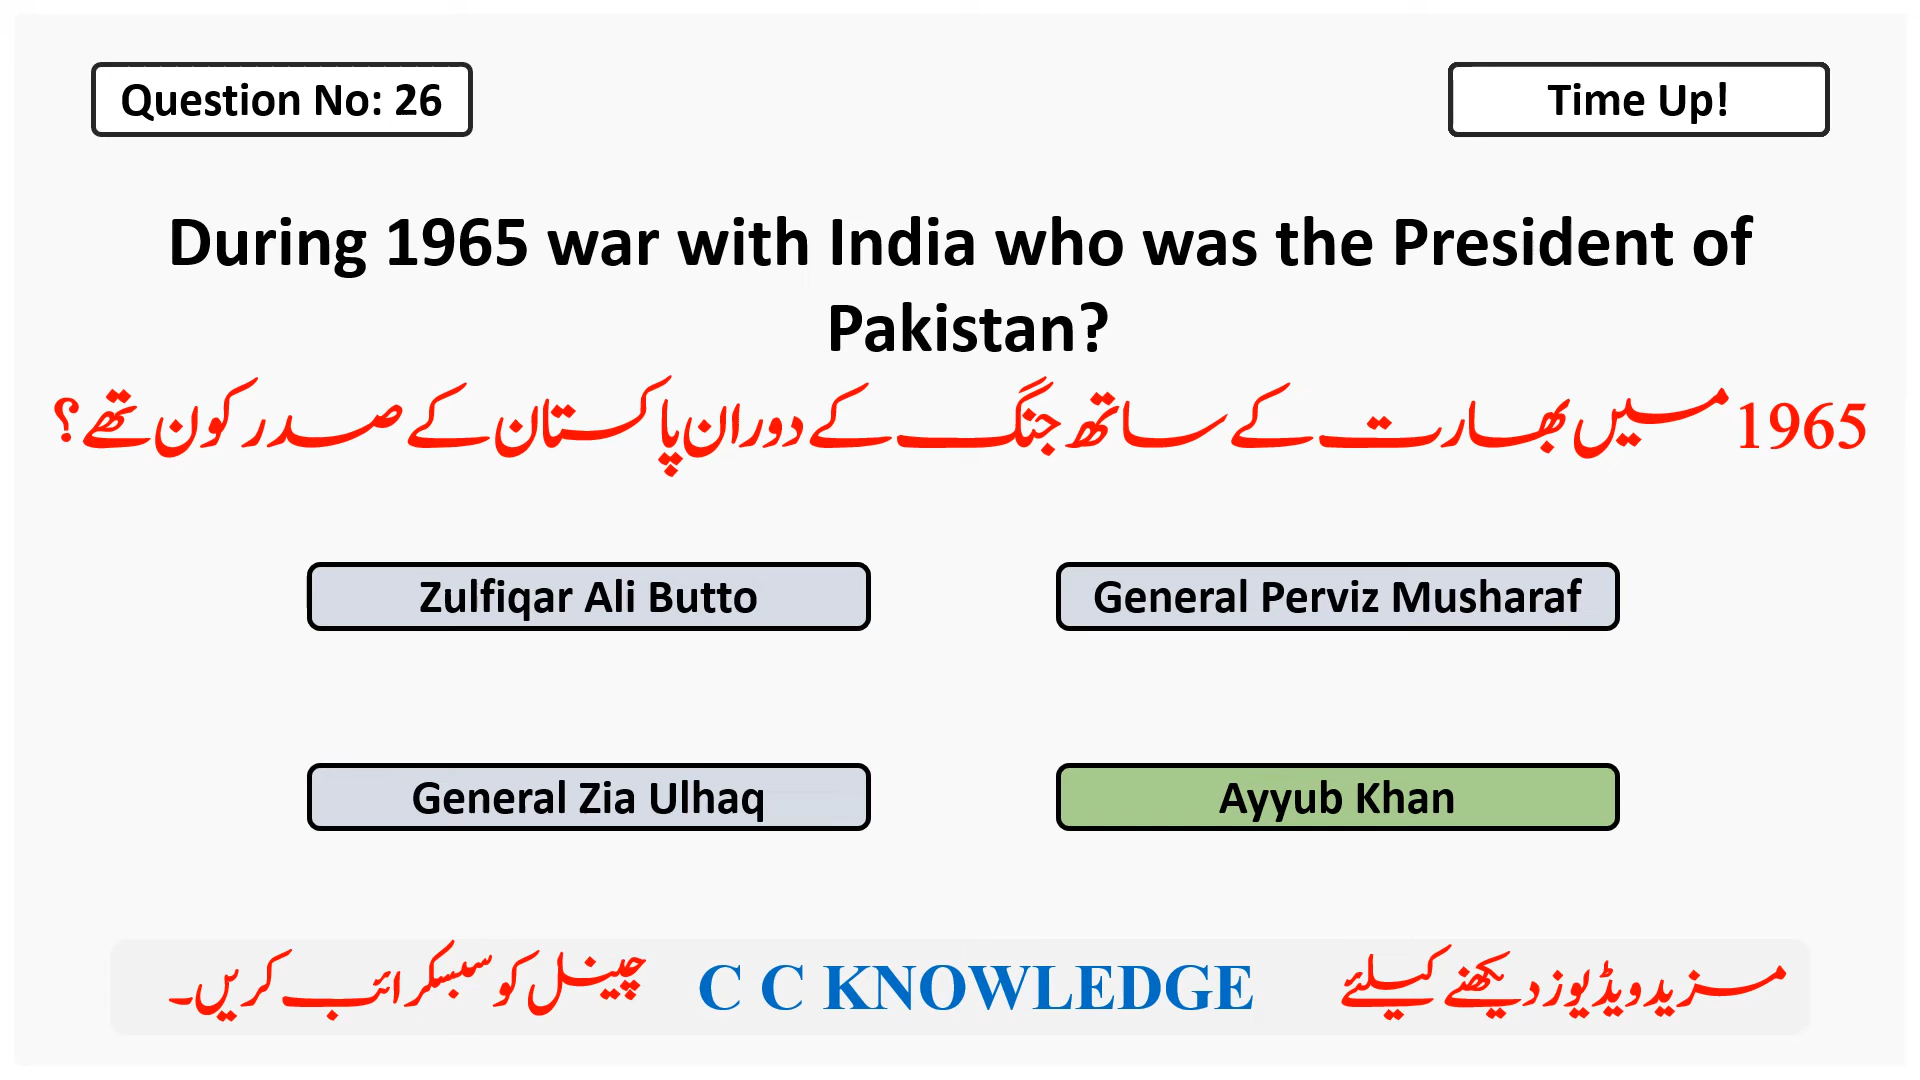 Question No: 26
Time Up!
During 1965 war with India who was the President of
Pakistan?
1965 میں بھارت کے ساتھ جنگ کے دوران پاکستان کے صدر کون تھے؟
Zulfiqar Ali Butto
General Perviz Musharaf
General Zia Ulhaq
Ayyub Khan
مزید ویڈیوز دیکھنے کیلئے C C KNOWLEDGE چینل کو سبسکرائب کریں۔